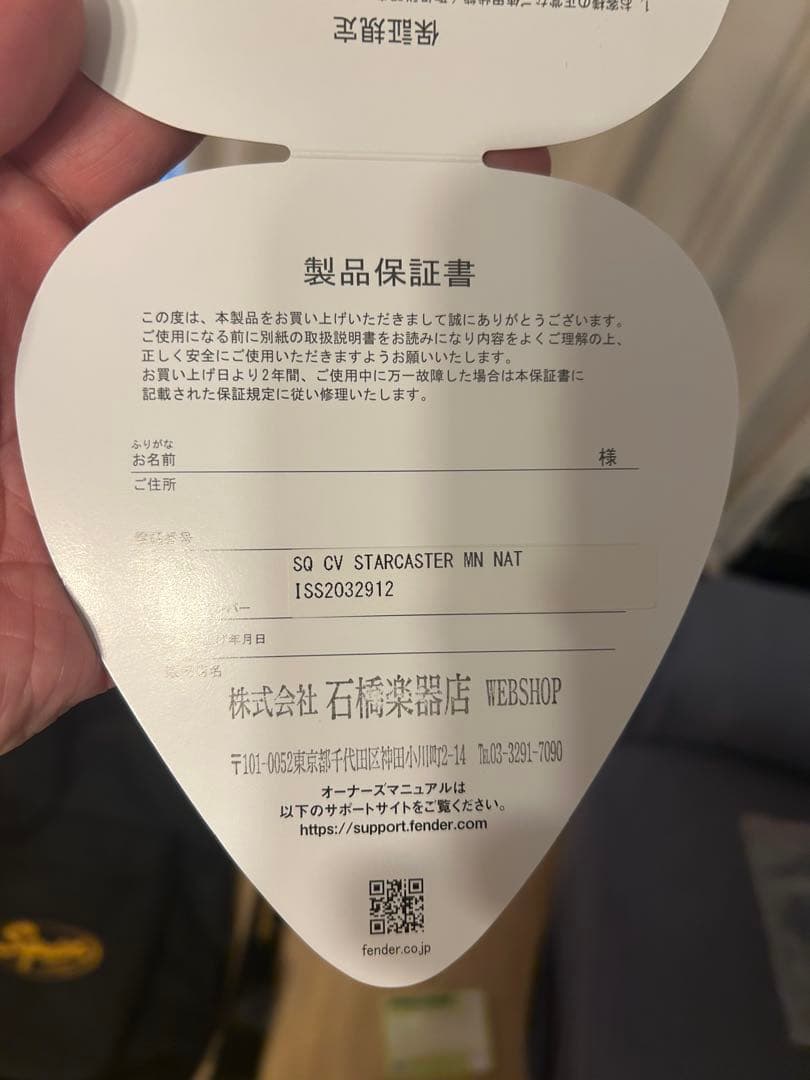 保証規定
製品保証書
この度は、本製品をお買い上げいただきまして誠にありがとうございます。
ご使用になる前に別紙の取扱説明書をお読みになり内容をよくご理解の上、
正しく安全にご使用いただきますようお願いいたします。
お買い上げ日より2年間、ご使用中に万一故障した場合は本保証書に
記載された保証規定に従い修理いたします。
ふりがな
お名前 様
ご住所
電話番号
SQ CV STARCASTER MN NAT
ISS2032912
バー
年月日
店名
株式会社 石橋楽器店 WEBSHOP
〒101-0052東京都千代田区神田小川町2-14 ℡03-3291-7090
オーナーズマニュアルは
以下のサポートサイトをご覧ください。
https://support.fender.com
fender.co.jp
Squier